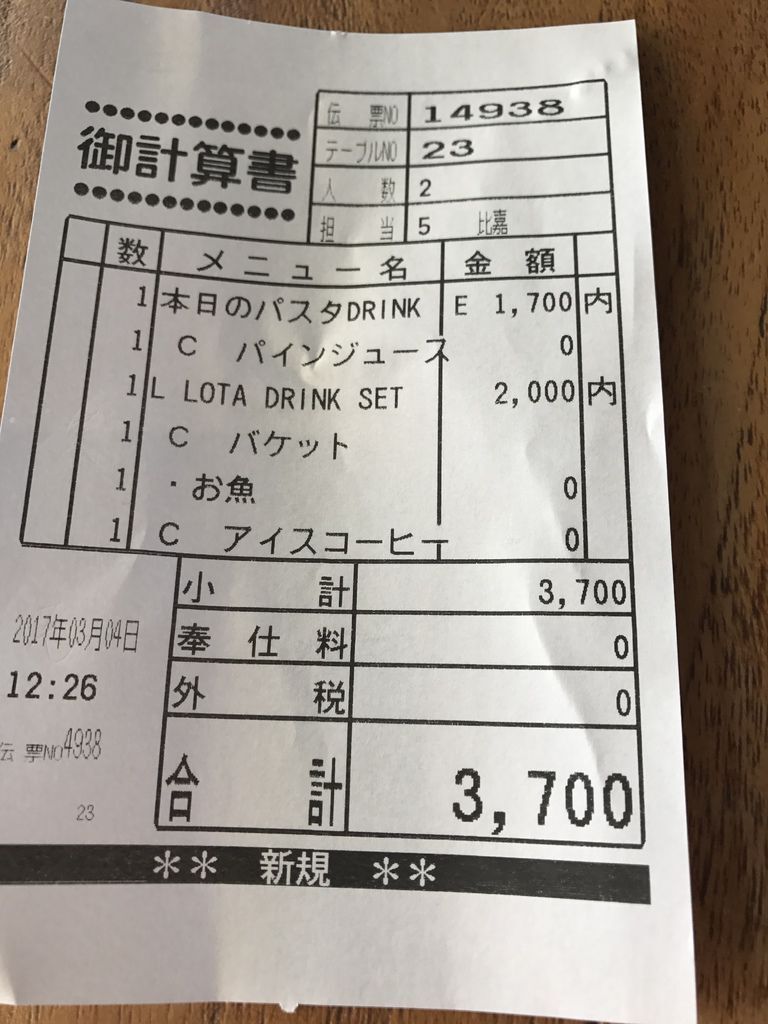 御計算書
伝票NO 14938
テーブルNO 23
人数 2
担当 5 比嘉
数 メニュー名 金額
1 本日のパスタDRINK E 1,700 内
1 C パインジュース 0
1 L LOTA DRINK SET 2,000 内
1 C バケット
1 ・お魚 0
1 C アイスコーヒー 0
小計 3,700
奉仕料 0
外税 0
合計 3,700
2017年03月04日
12:26
伝票NO4938
23
** 新規 **